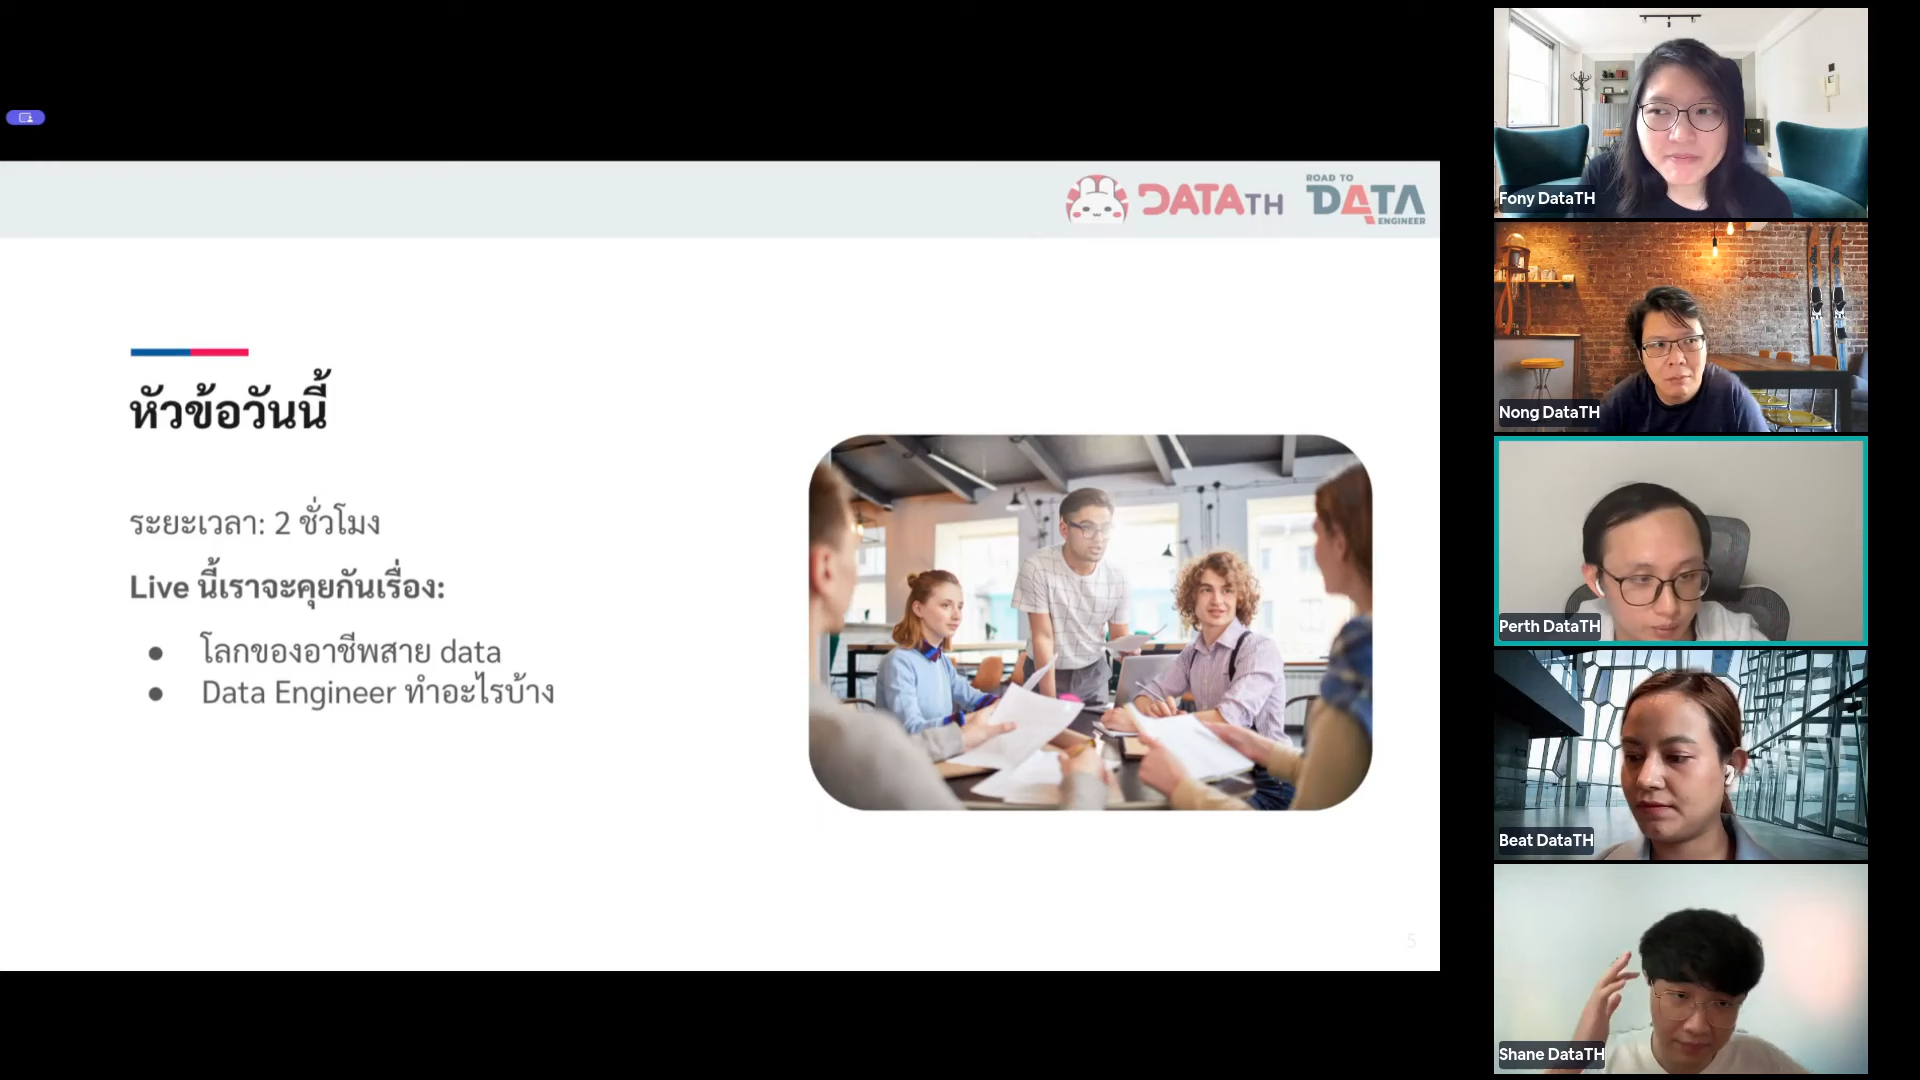 DATA TH
ROAD TO
DATA
ENGINEER
หัวข้อวันนี้
ระยะเวลา: 2 ชั่วโมง
Live นี้เราจะคุยกันเรื่อง:
● โลกของอาชีพสาย data
● Data Engineer ทำอะไรบ้าง
5
Fony DataTH
Nong DataTH
Perth DataTH
Beat DataTH
Shane DataTH